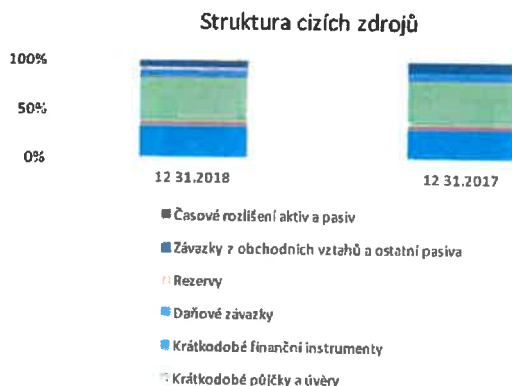 Struktura cizích zdrojů
100%
50%
0%
12 31.2018 12 31.2017
Časové rozlišení aktiv a pasiv
Závazky z obchodních vztahů a ostatní pasiva
Rezervy
Daňové závazky
Krátkodobé finanční instrumenty
Krátkodobé půjčky a úvěry